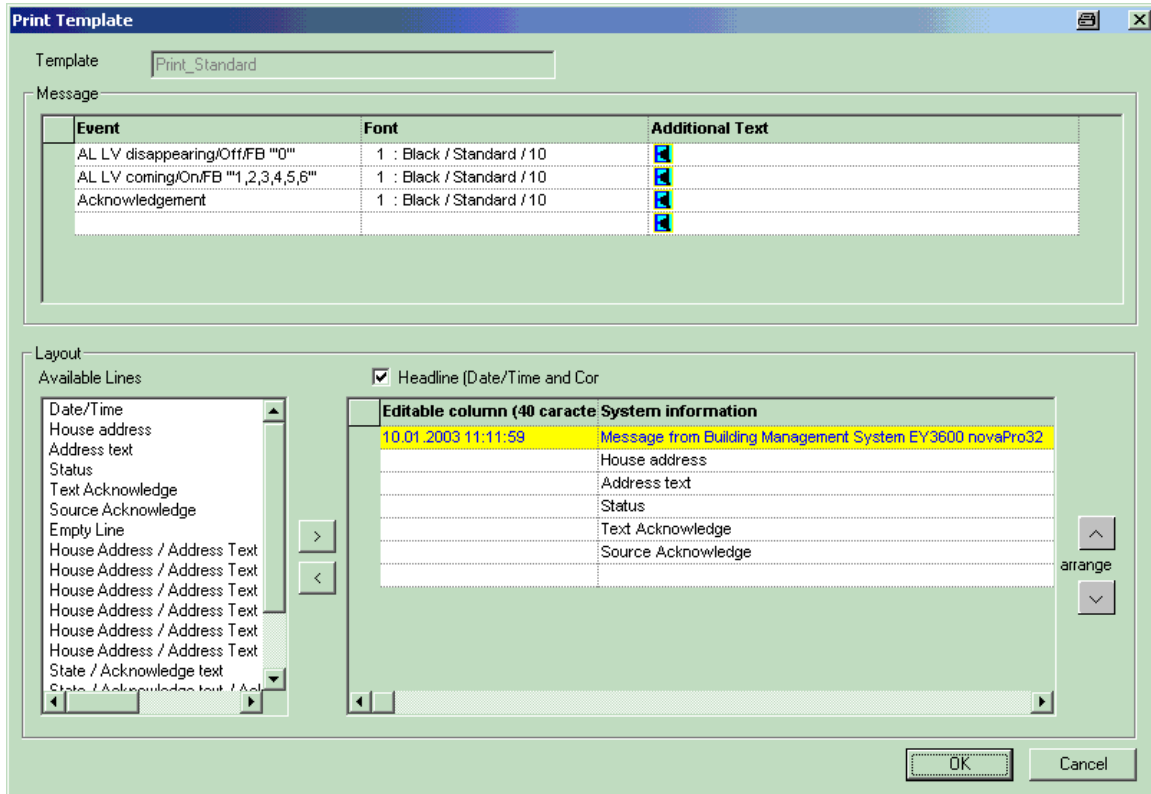 Print Template
Template Print_Standard
Message
Event Font Additional Text
AL LV disappearing/Off/FB "'0'" 1 : Black / Standard / 10
AL LV coming/On/FB "'1,2,3,4,5,6'" 1 : Black / Standard / 10
Acknowledgement 1 : Black / Standard / 10
Layout
Available Lines
Headline (Date/Time and Cor
Date/Time
House address
Address text
Status
Text Acknowledge
Source Acknowledge
Empty Line
House Address / Address Text
House Address / Address Text
House Address / Address Text
House Address / Address Text
House Address / Address Text
House Address / Address Text
State / Acknowledge text
State / Acknowledge text / Ack
>
<
Editable column (40 caracte System information
10.01.2003 11:11:59 Message from Building Management System EY3600 novaPro32
House address
Address text
Status
Text Acknowledge
Source Acknowledge
arrange
OK Cancel